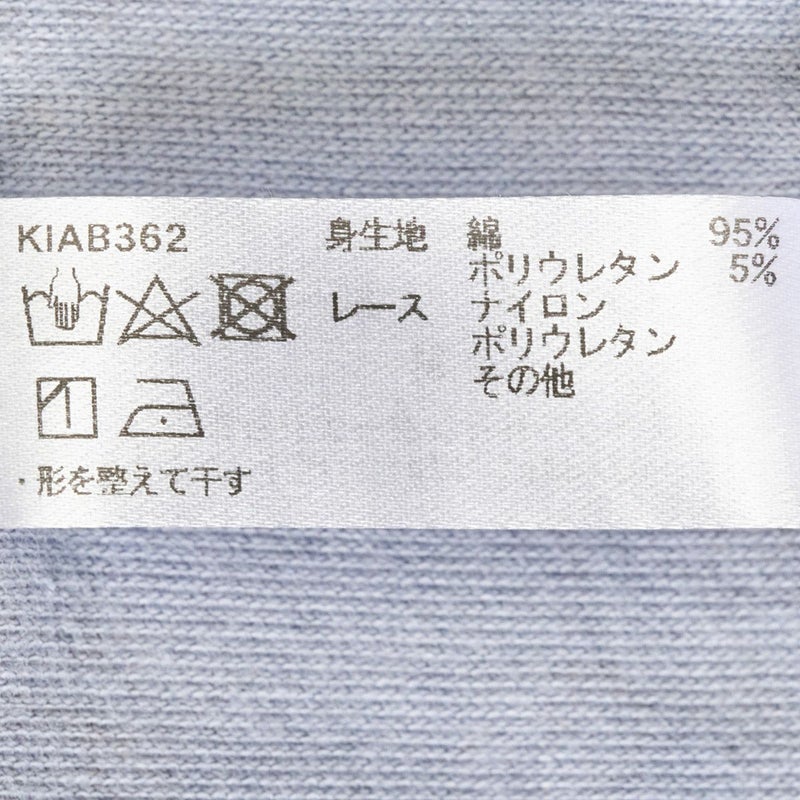 KIAB362 身生地 綿 95%
ポリウレタン 5%
レース ナイロン
ポリウレタン
その他
・形を整えて干す